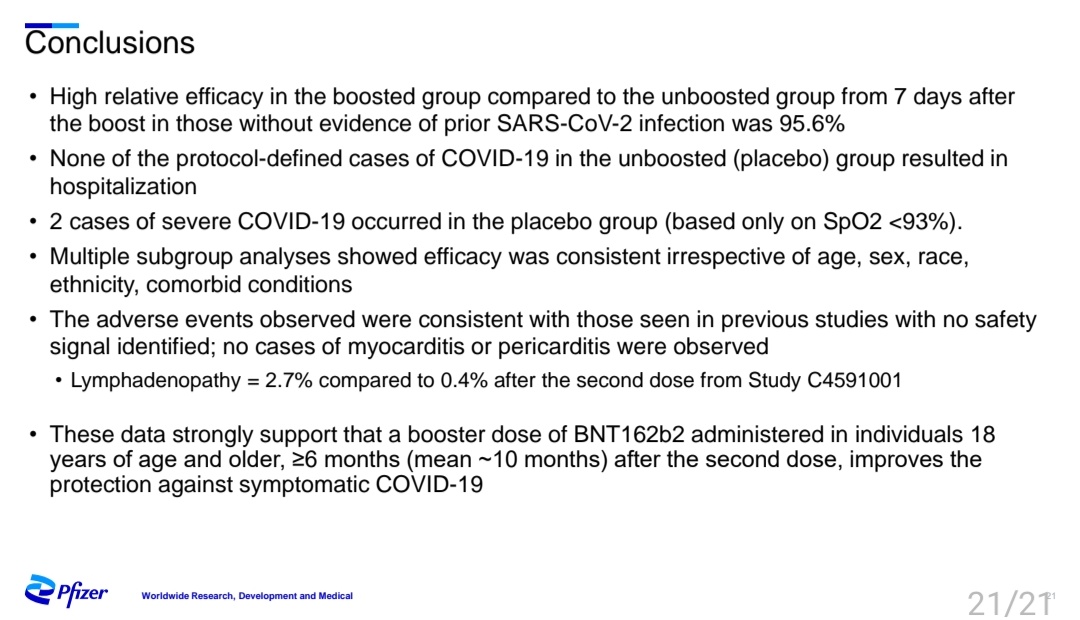 Conclusions
• High relative efficacy in the boosted group compared to the unboosted group from 7 days after
the boost in those without evidence of prior SARS-CoV-2 infection was 95.6%
• None of the protocol-defined cases of COVID-19 in the unboosted (placebo) group resulted in
hospitalization
• 2 cases of severe COVID-19 occurred in the placebo group (based only on SpO2 <93%).
• Multiple subgroup analyses showed efficacy was consistent irrespective of age, sex, race,
ethnicity, comorbid conditions
• The adverse events observed were consistent with those seen in previous studies with no safety
signal identified; no cases of myocarditis or pericarditis were observed
• Lymphadenopathy = 2.7% compared to 0.4% after the second dose from Study C4591001
• These data strongly support that a booster dose of BNT162b2 administered in individuals 18
years of age and older, ≥6 months (mean ~10 months) after the second dose, improves the
protection against symptomatic COVID-19
Pfizer
Worldwide Research, Development and Medical
21/21
21